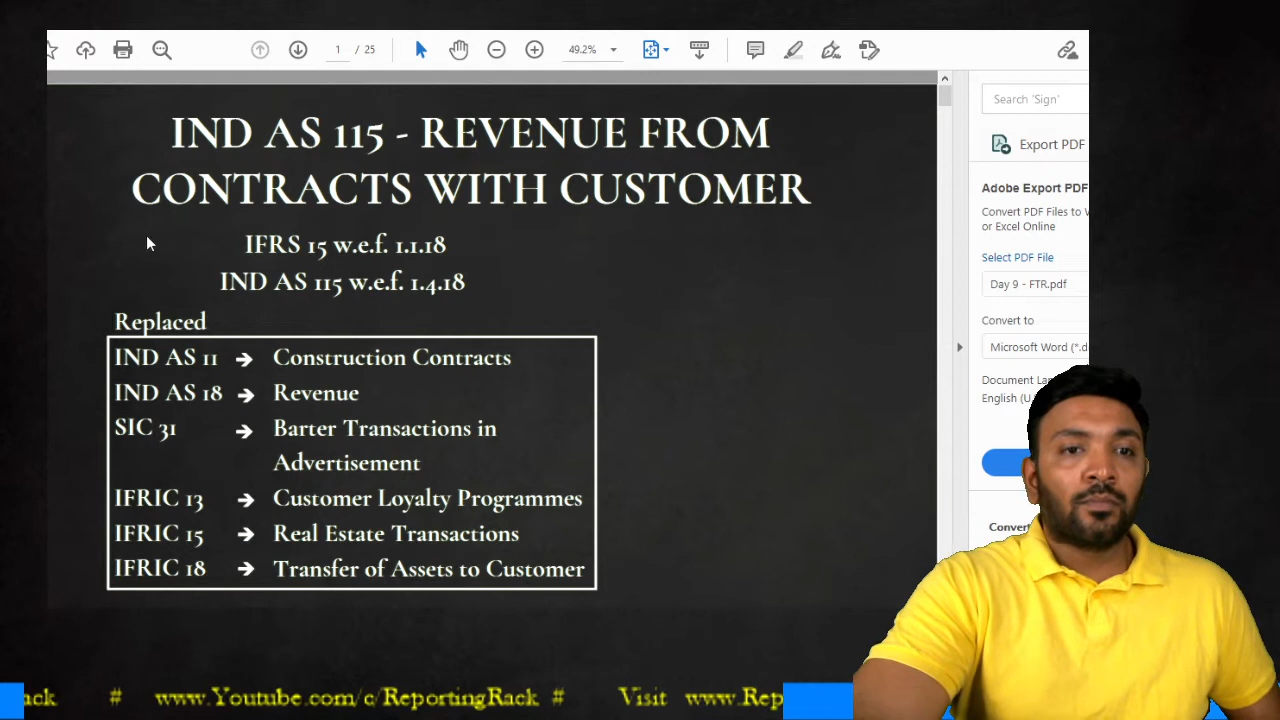 1 / 25
49.2%
IND AS 115 - REVENUE FROM
CONTRACTS WITH CUSTOMER
IFRS 15 w.e.f. 1.1.18
IND AS 115 w.e.f. 1.4.18
Replaced
IND AS 11 → Construction Contracts
IND AS 18 → Revenue
SIC 31 → Barter Transactions in
Advertisement
IFRIC 13 → Customer Loyalty Programmes
IFRIC 15 → Real Estate Transactions
IFRIC 18 → Transfer of Assets to Customer
Search 'Sign'
Export PDF
Adobe Export PDF
Convert PDF Files to W
or Excel Online
Select PDF File
Day 9 - FTR.pdf
Convert to
Microsoft Word (*.d
Document Lan
English (U.
Convert
ack # www.Youtube.com/c/ReportingRack # Visit www.Rep